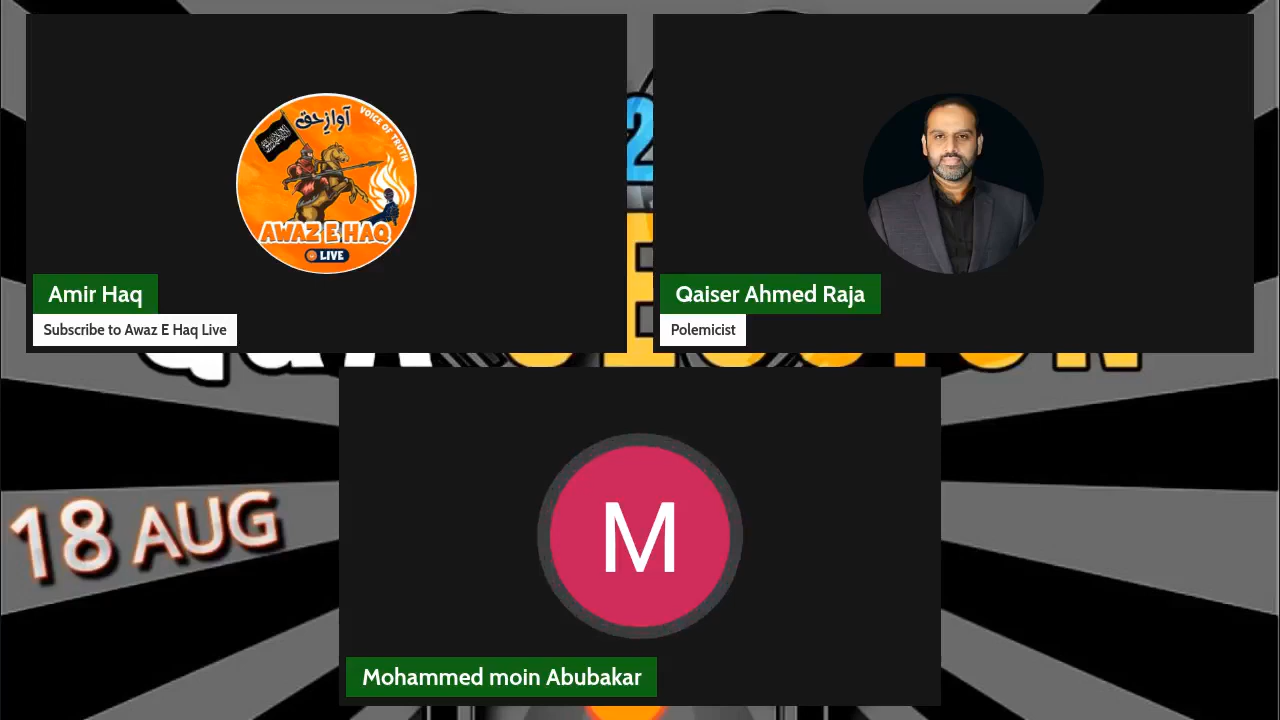 آوازِ حق
VOICE OF TRUTH
AWAZ E HAQ
LIVE
Amir Haq
Subscribe to Awaz E Haq Live
Qaiser Ahmed Raja
Polemicist
18 AUG
M
Mohammed moin Abubakar